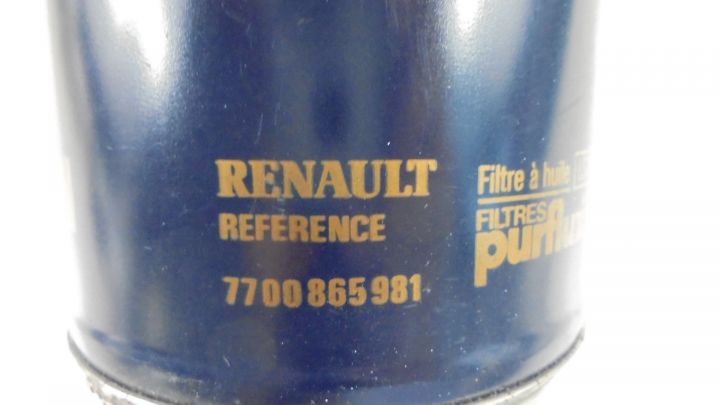 RENAULT
REFERENCE
7700 865 981
Filtre à huile
FILTRES